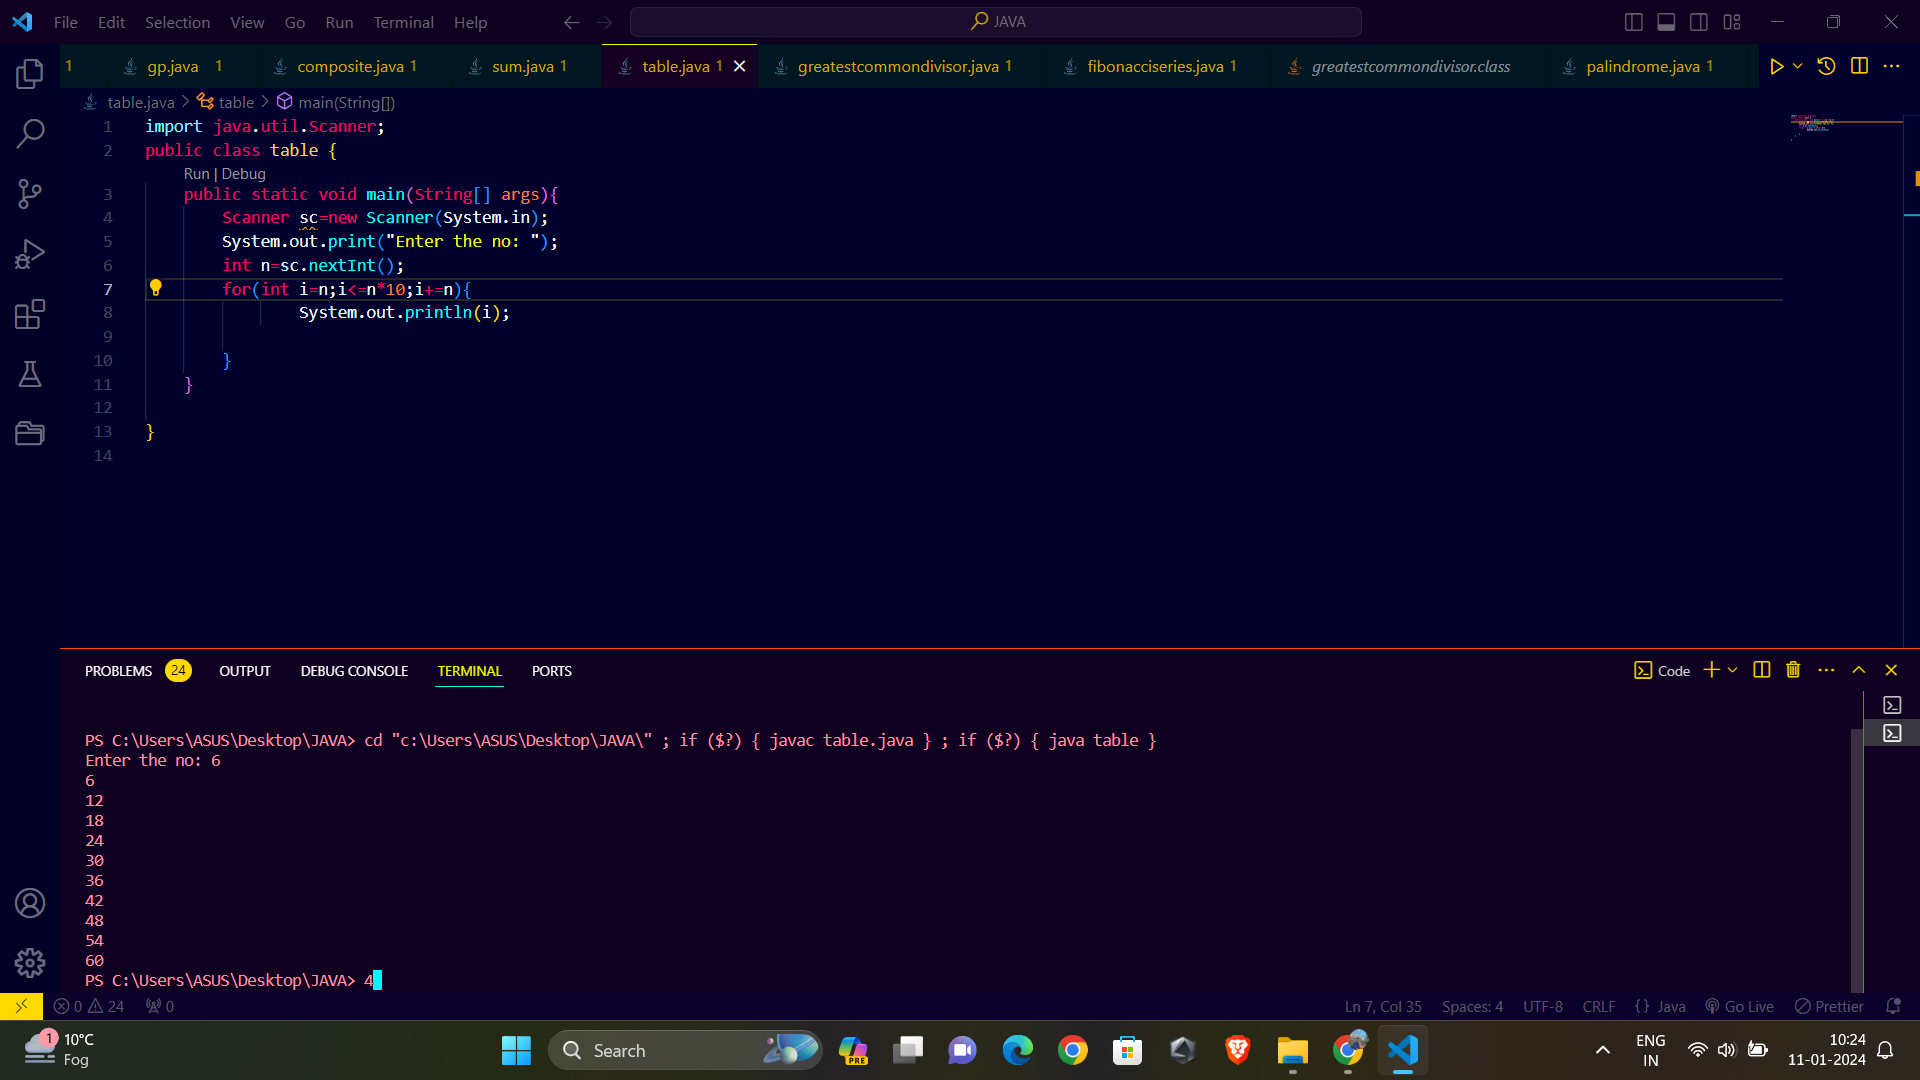 File Edit Selection View Go Run Terminal Help JAVA
1 gp.java 1 composite.java 1 sum.java 1 table.java 1 greatestcommondivisor.java 1 fibonacciseries.java 1 greatestcommondivisor.class palindrome.java 1
table.java > table > main(String[])
1 import java.util.Scanner;
2 public class table {
Run | Debug
3 public static void main(String[] args){
4 Scanner sc=new Scanner(System.in);
5 System.out.print("Enter the no: ");
6 int n=sc.nextInt();
7 for(int i=n;i<=n*10;i+=n){
8 System.out.println(i);
9
10 }
11 }
12
13 }
14
PROBLEMS 24 OUTPUT DEBUG CONSOLE TERMINAL PORTS Code
PS C:\Users\ASUS\Desktop\JAVA> cd "c:\Users\ASUS\Desktop\JAVA\" ; if ($?) { javac table.java } ; if ($?) { java table }
Enter the no: 6
6
12
18
24
30
36
42
48
54
60
PS C:\Users\ASUS\Desktop\JAVA> 4
0 24 0 Ln 7, Col 35 Spaces: 4 UTF-8 CRLF {} Java Go Live Prettier
1 10°C
Fog
Search
PRE
ENG
IN
10:24
11-01-2024